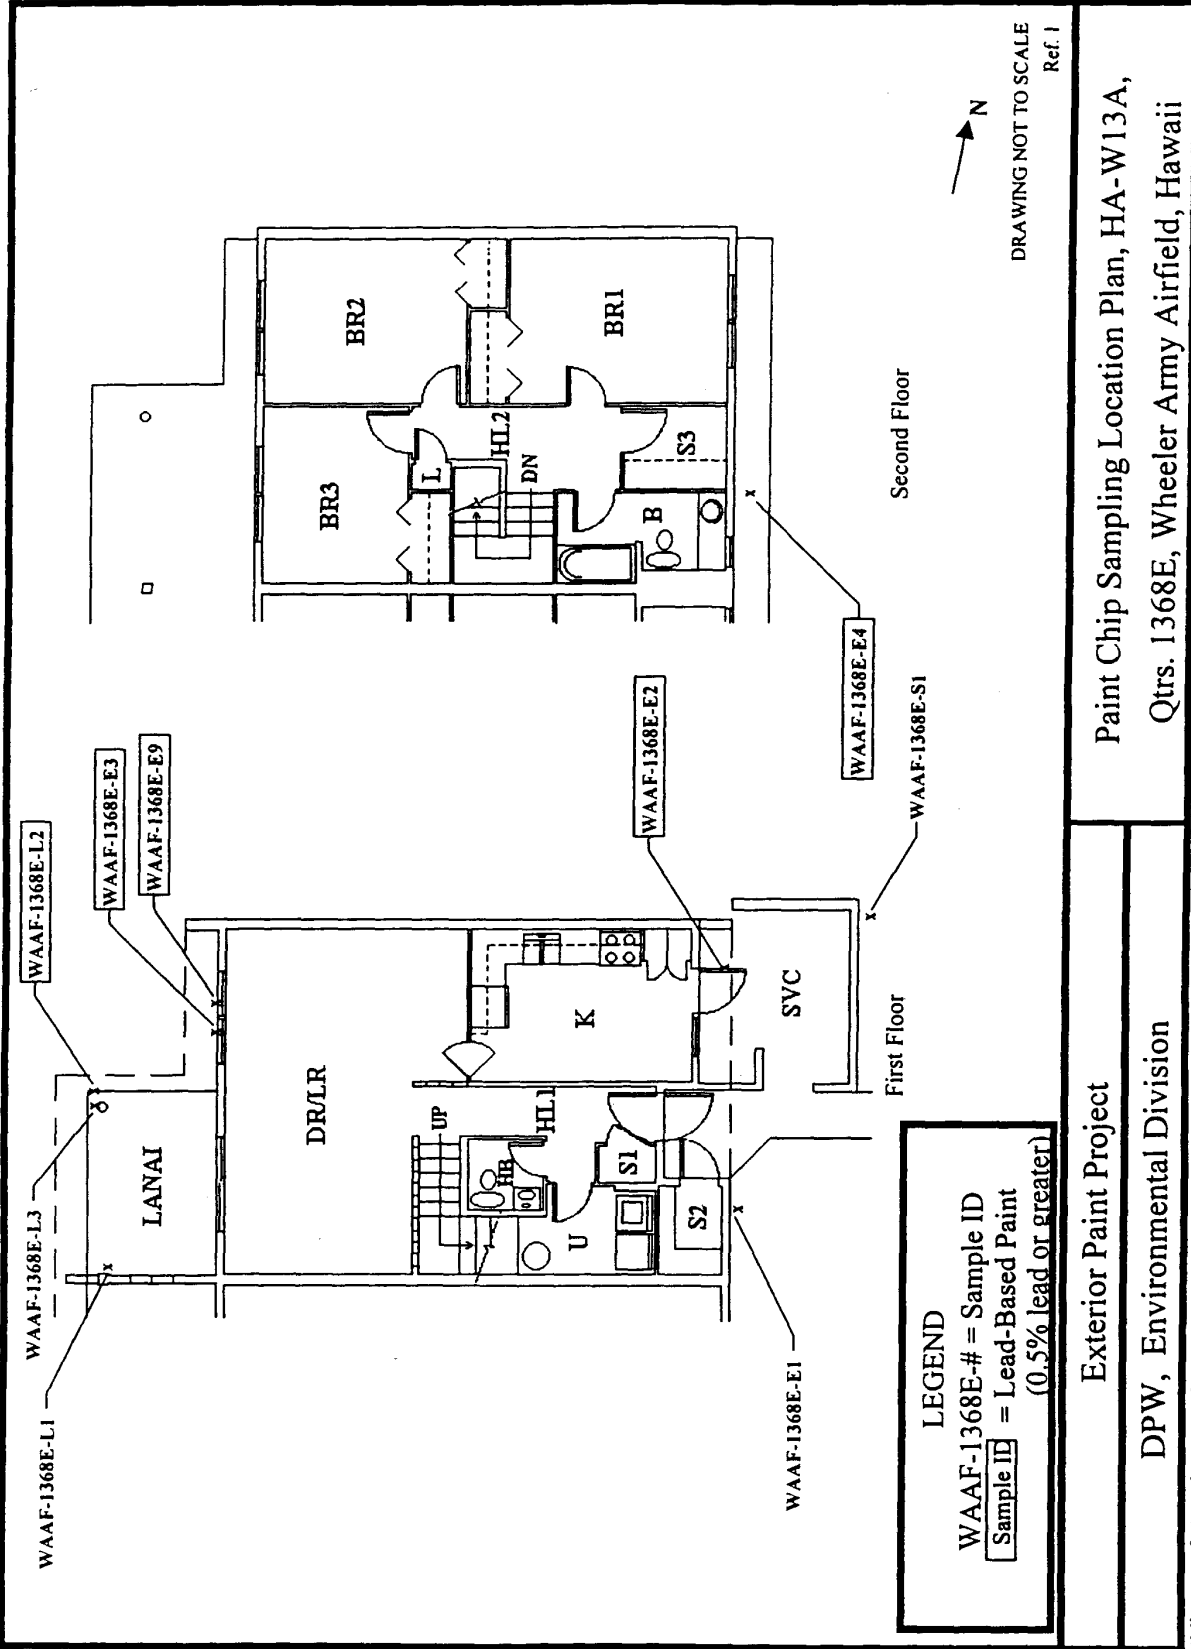 WAAF-1368E-L1
WAAF-1368E-L3
WAAF-1368E-L2
WAAF-1368E-E3
WAAF-1368E-E9
LANAI
DR/LR
UP
HB
HL1
K
U
S1
S2
SVC
WAAF-1368E-E1
WAAF-1368E-E2
WAAF-1368E-S1
First Floor
BR3
BR2
L
HL2
DN
BR1
B
S3
WAAF-1368E-E4
Second Floor
N
DRAWING NOT TO SCALE
Ref. 1
LEGEND
WAAF-1368E-# = Sample ID
Sample ID = Lead-Based Paint
(0.5% lead or greater)
Exterior Paint Project
DPW, Environmental Division
Paint Chip Sampling Location Plan, HA-W13A,
Qtrs. 1368E, Wheeler Army Airfield, Hawaii